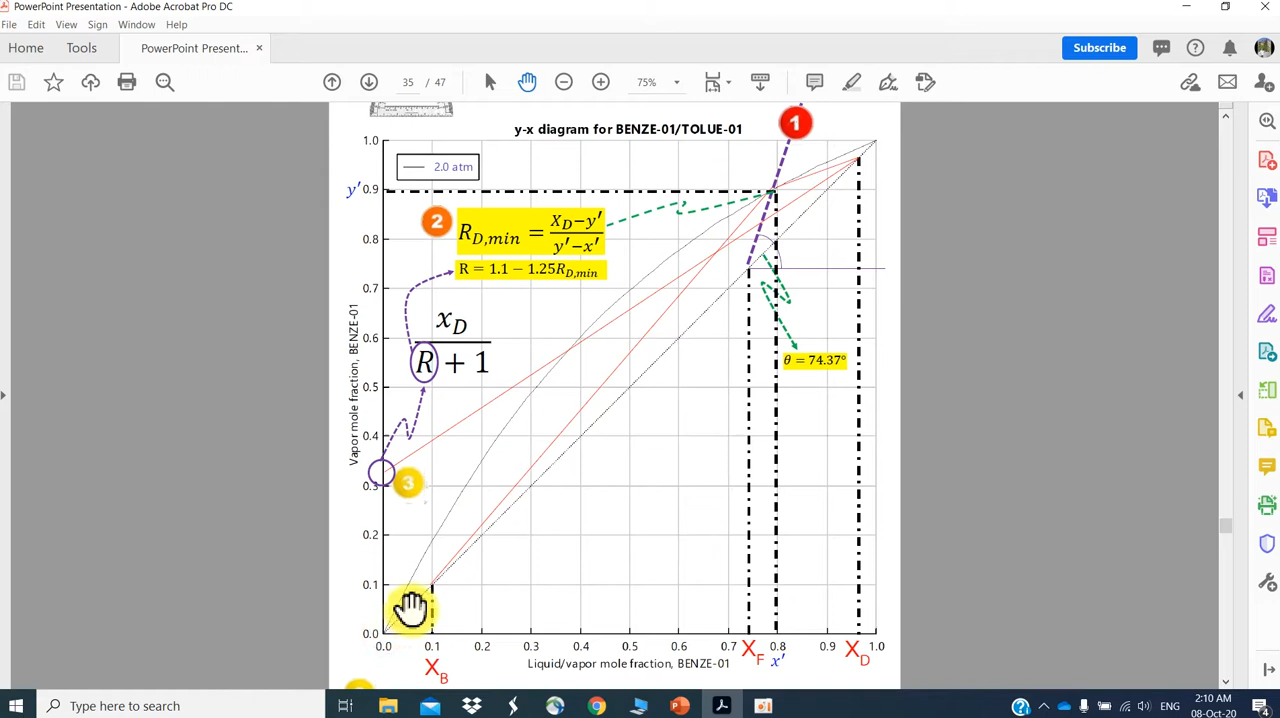 PowerPoint Presentation - Adobe Acrobat Pro DC
File Edit View Sign Window Help
Home Tools PowerPoint Present... × Subscribe
35 / 47 75%
y-x diagram for BENZE-01/TOLUE-01
1
2.0 atm
y'
2
R_{D,min} = \frac{X_D−y'}{y'−x'}
R = 1.1 − 1.25R_{D,min}
\frac{x_D}{R + 1}
θ = 74.37°
3
Vapor mole fraction, BENZE-01
1.0
0.9
0.8
0.7
0.6
0.5
0.4
0.3
0.2
0.1
0.0
0.0 0.1 0.2 0.3 0.4 0.5 0.6 0.7 0.8 0.9 1.0
X_B X_F x' X_D
Liquid/vapor mole fraction, BENZE-01
Type here to search
ENG
2:10 AM
08-Oct-20
4